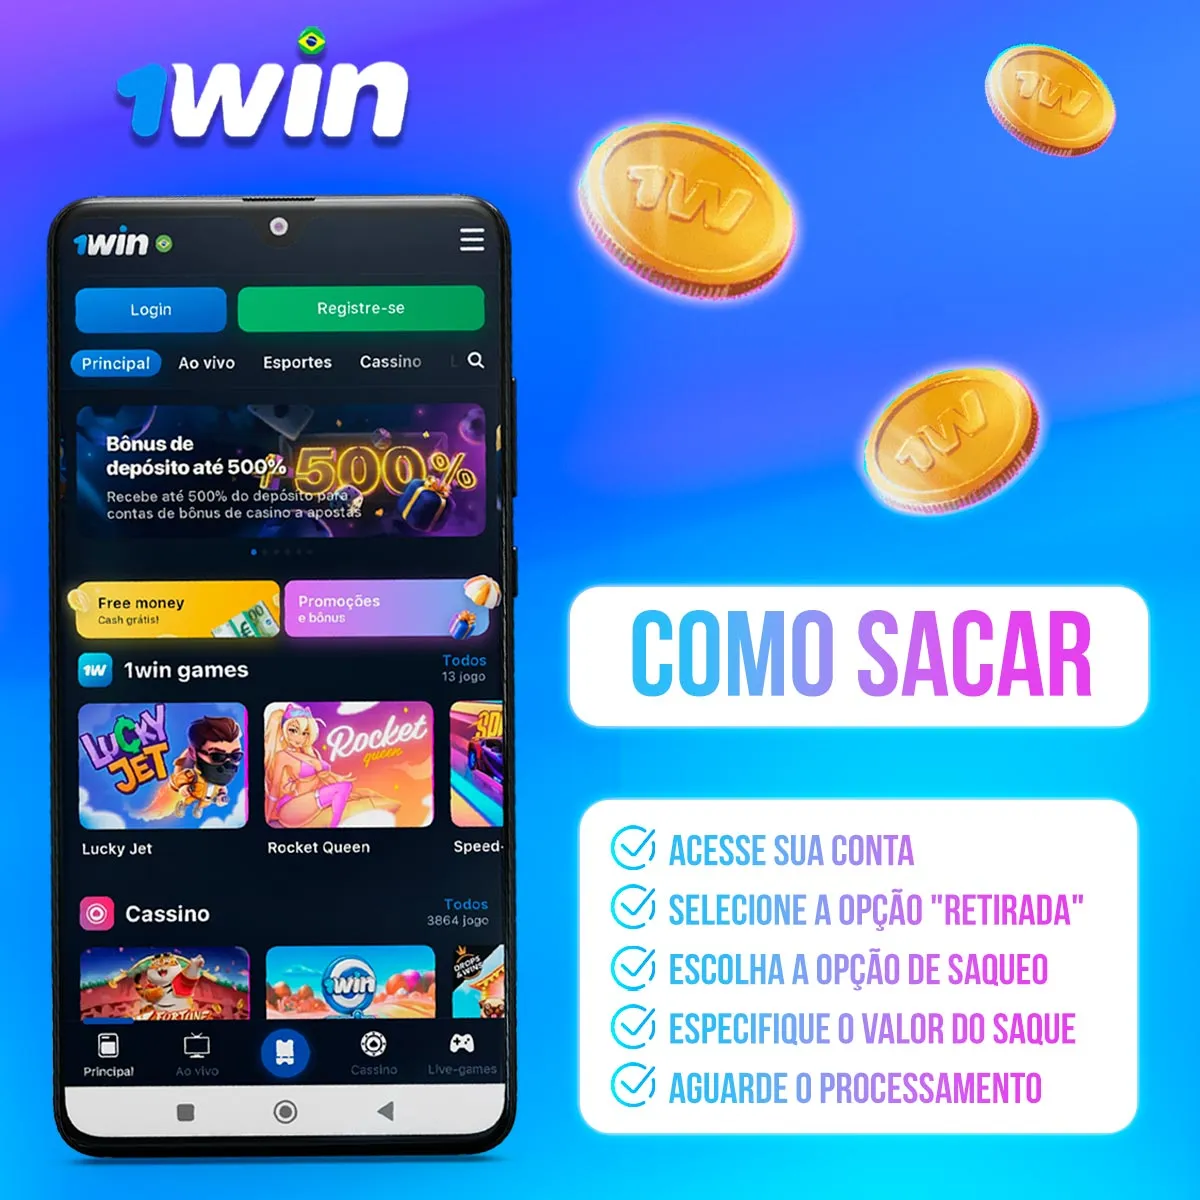 1win
1W
1W
1W
1win
Login
Registre-se
Principal
Ao vivo
Esportes
Cassino
Bônus de
depósito até 500%
500%
Recebe até 500% do depósito para
contas de bônus de casino a apostas
Free money
Cash grátis!
Promoções
e bônus
1W
1win games
Todos
13 jogo
LUCKY
JET
Rocket
queen
Lucky Jet
Rocket Queen
Speed-
Cassino
Todos
3864 jogo
FORTUNE
1win
DROPS
& WINS
Principal
Ao vivo
Cassino
Live-games
COMO SACAR
ACESSE SUA CONTA
SELECIONE A OPÇÃO "RETIRADA"
ESCOLHA A OPÇÃO DE SAQUEO
ESPECIFIQUE O VALOR DO SAQUE
AGUARDE O PROCESSAMENTO